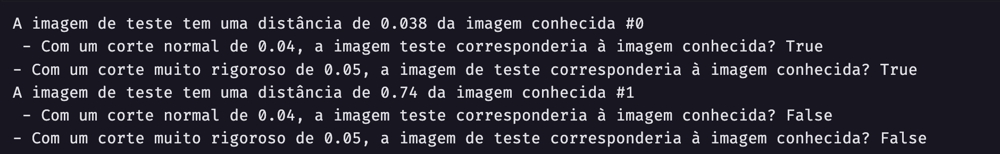 A imagem de teste tem uma distância de 0.038 da imagem conhecida #0
 - Com um corte normal de 0.04, a imagem teste corresponderia à imagem conhecida? True
- Com um corte muito rigoroso de 0.05, a imagem de teste corresponderia à imagem conhecida? True
A imagem de teste tem uma distância de 0.74 da imagem conhecida #1
 - Com um corte normal de 0.04, a imagem teste corresponderia à imagem conhecida? False
- Com um corte muito rigoroso de 0.05, a imagem de teste corresponderia à imagem conhecida? False